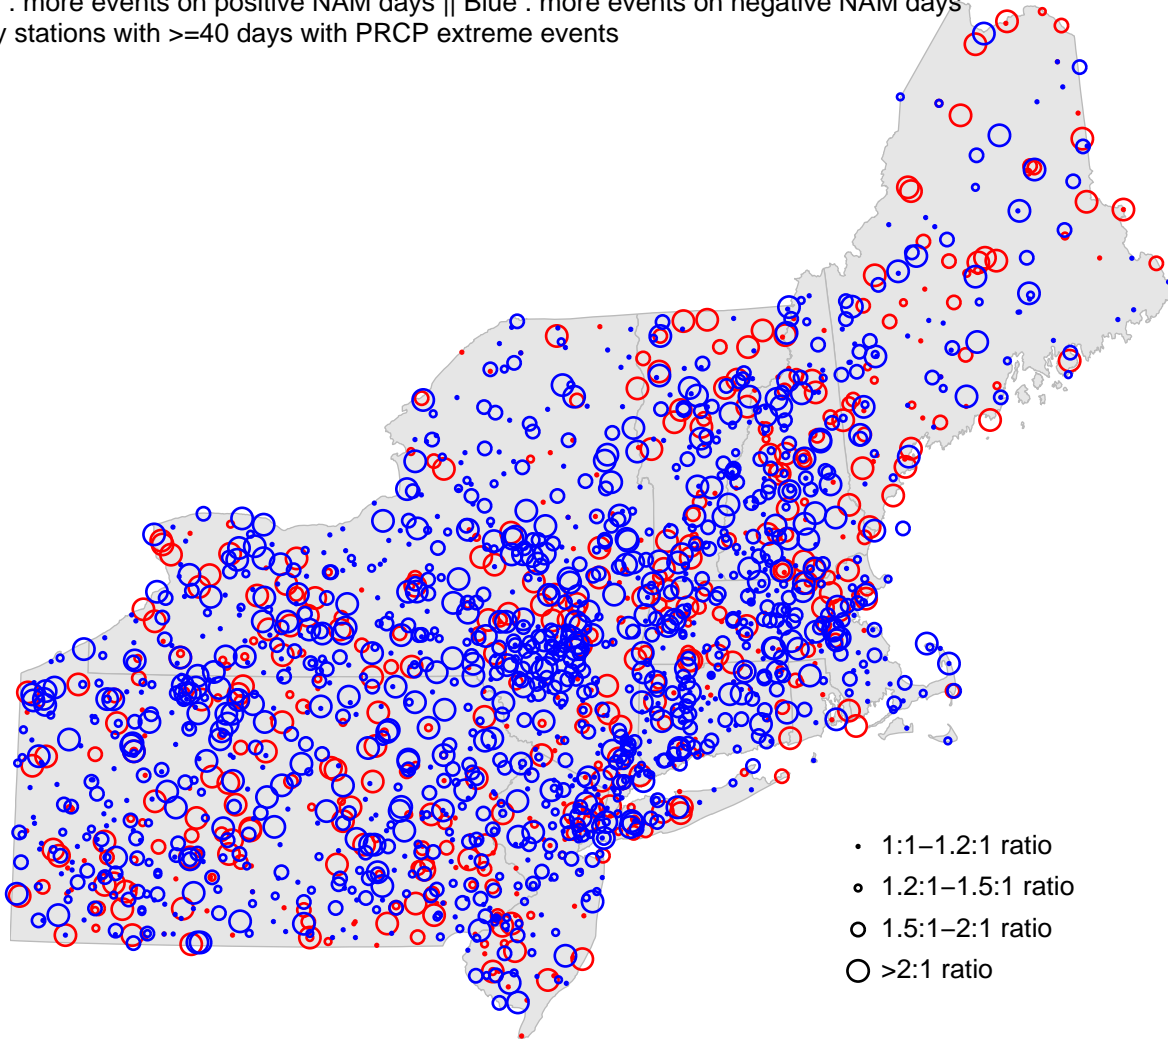 : more events on positive NAM days || Blue : more events on negative NAM days
stations with >=40 days with PRCP extreme events
1:1–1.2:1 ratio
1.2:1–1.5:1 ratio
1.5:1–2:1 ratio
>2:1 ratio